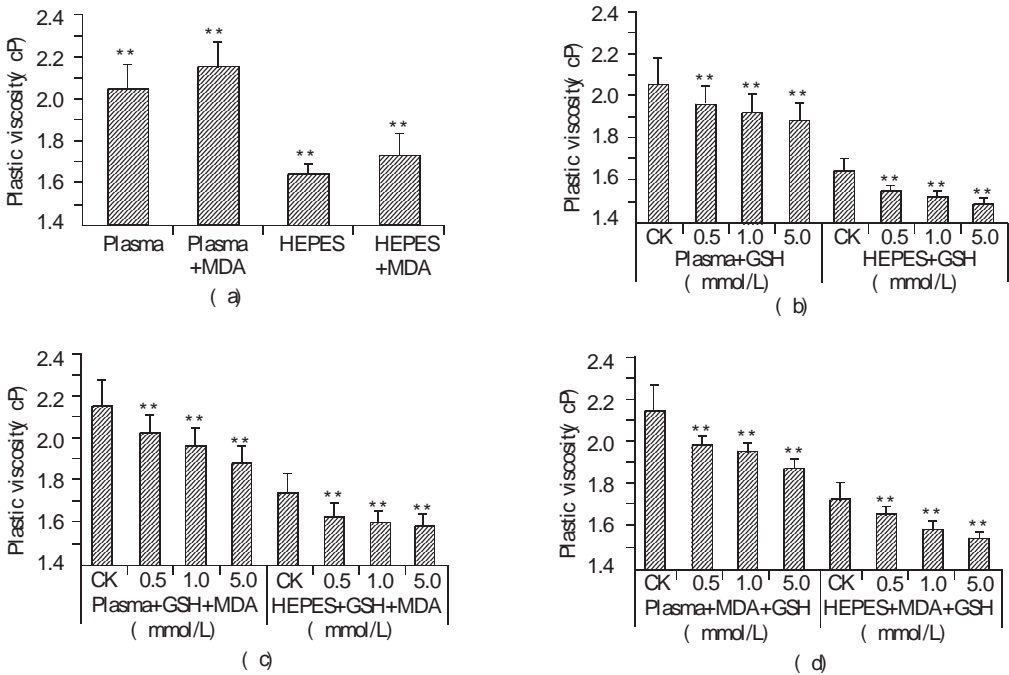 Plastic viscosity( cP)
2.4
2.2
2.0
1.8
1.6
1.4
** ** ** **
Plasma Plasma +MDA HEPES HEPES +MDA
( a)
Plastic viscosity( cP)
2.4
2.2
2.0
1.8
1.6
1.4
** ** ** ** ** **
CK 0.5 1.0 5.0 CK 0.5 1.0 5.0
Plasma+GSH HEPES+GSH
( mmol/L) ( mmol/L)
( b)
Plastic viscosity( cP)
2.4
2.2
2.0
1.8
1.6
1.4
** ** ** ** ** **
CK 0.5 1.0 5.0 CK 0.5 1.0 5.0
Plasma+GSH+MDA HEPES+GSH+MDA
( mmol/L) ( mmol/L)
( c)
Plastic viscosity( cP)
2.4
2.2
2.0
1.8
1.6
1.4
** ** ** ** ** **
CK 0.5 1.0 5.0 CK 0.5 1.0 5.0
Plasma+MDA+GSH HEPES+MDA+GSH
( mmol/L) ( mmol/L)
( d)